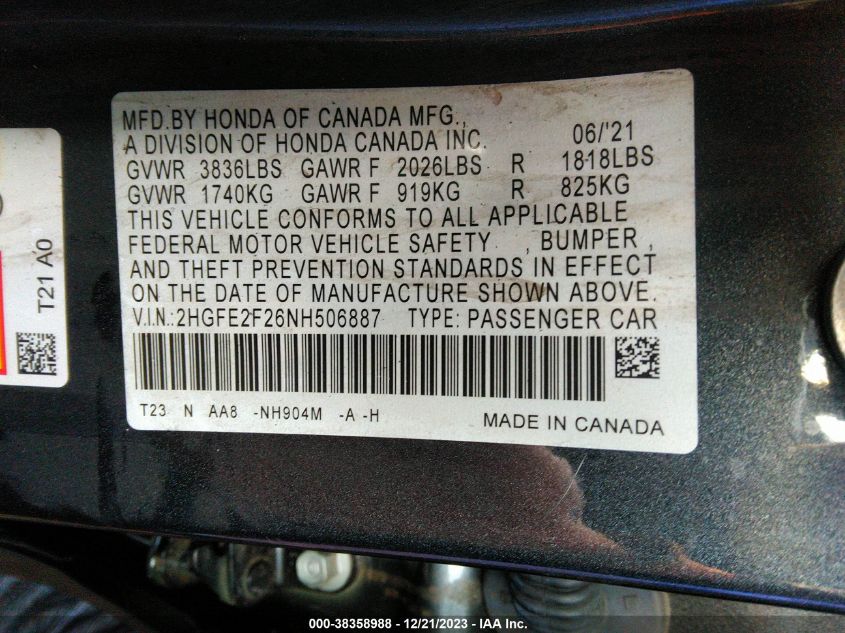 MFD.BY HONDA OF CANADA MFG.,
A DIVISION OF HONDA CANADA INC. 06/'21
GVWR 3836LBS GAWR F 2026LBS R 1818LBS
GVWR 1740KG GAWR F 919KG R 825KG
THIS VEHICLE CONFORMS TO ALL APPLICABLE
FEDERAL MOTOR VEHICLE SAFETY , BUMPER ,
AND THEFT PREVENTION STANDARDS IN EFFECT
ON THE DATE OF MANUFACTURE SHOWN ABOVE.
V.I.N.:2HGFE2F26NH506887 TYPE: PASSENGER CAR
T23 N AA8 -NH904M -A -H MADE IN CANADA
T21 A0
000-38358988 - 12/21/2023 - IAA Inc.